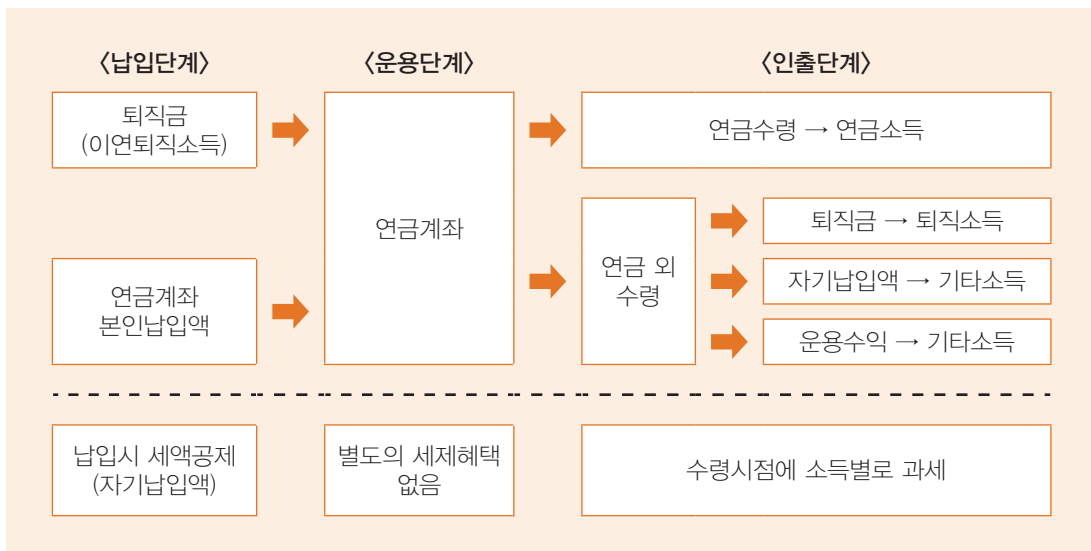 〈납입단계〉
〈운용단계〉
〈인출단계〉
퇴직금
(이연퇴직소득)
연금계좌
본인납입액
연금계좌
연금수령 → 연금소득
연금 외
수령
퇴직금 → 퇴직소득
자기납입액 → 기타소득
운용수익 → 기타소득
납입시 세액공제
(자기납입액)
별도의 세제혜택
없음
수령시점에 소득별로 과세